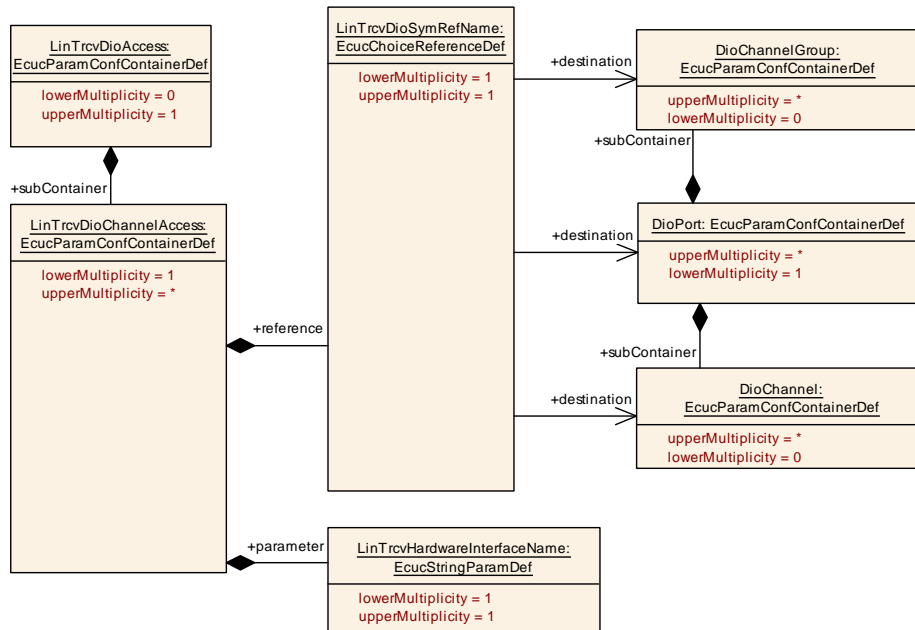 LinTrcvDioAccess:
EcucParamConfContainerDef
lowerMultiplicity = 0
upperMultiplicity = 1
+subContainer
LinTrcvDioChannelAccess:
EcucParamConfContainerDef
lowerMultiplicity = 1
upperMultiplicity = *
+reference
+parameter
LinTrcvDioSymRefName:
EcucChoiceReferenceDef
lowerMultiplicity = 1
upperMultiplicity = 1
+destination
+destination
+destination
DioChannelGroup:
EcucParamConfContainerDef
upperMultiplicity = *
lowerMultiplicity = 0
+subContainer
DioPort: EcucParamConfContainerDef
upperMultiplicity = *
lowerMultiplicity = 1
+subContainer
DioChannel:
EcucParamConfContainerDef
upperMultiplicity = *
lowerMultiplicity = 0
LinTrcvHardwareInterfaceName:
EcucStringParamDef
lowerMultiplicity = 1
upperMultiplicity = 1